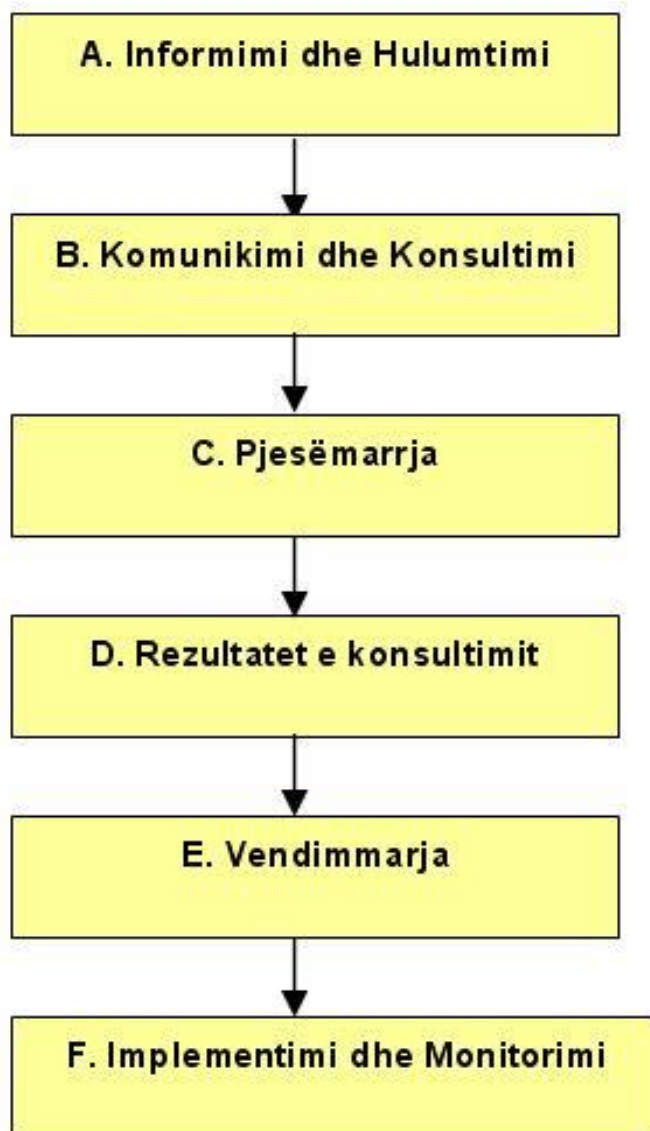 A. Informimi dhe Hulumtimi
B. Komunikimi dhe Konsultimi
C. Pjesëmarrja
D. Rezultatet e konsultimit
E. Vendimmarja
F. Implementimi dhe Monitorimi